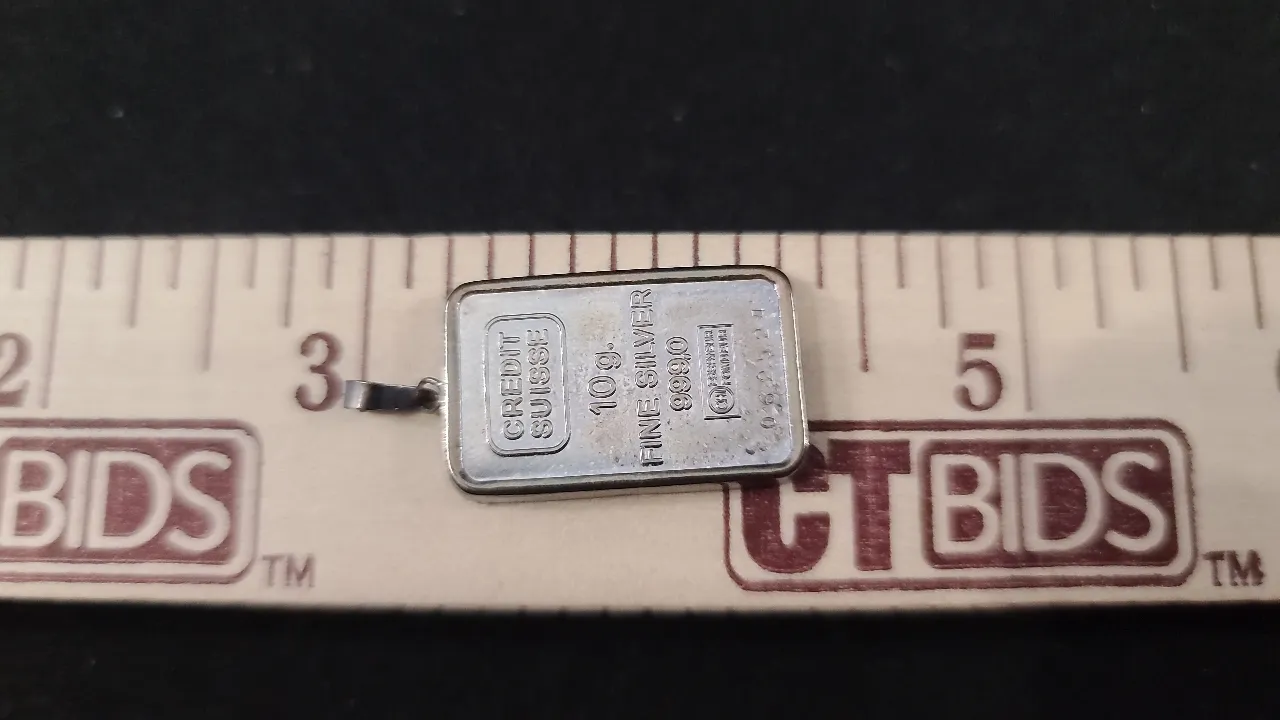 2
3
5
CREDIT
SUISSE
10g.
FINE SILVER
999,0
BIDS
TM
CTBIDS
TM